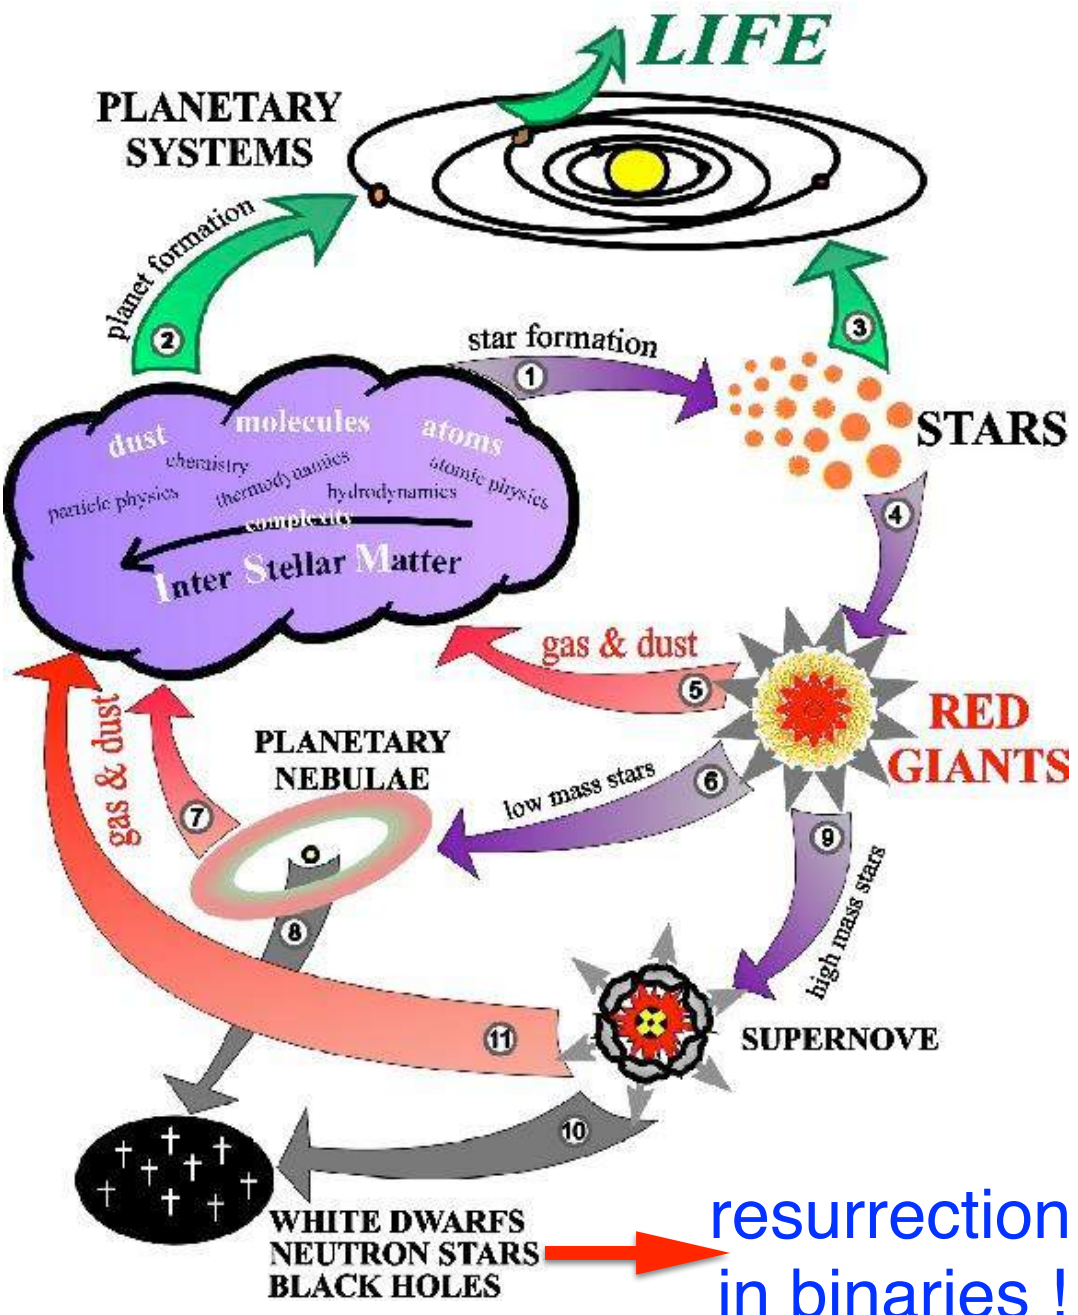 LIFE
PLANETARY
SYSTEMS
planet formation
2
3
star formation
1
STARS
dust
molecules
atoms
chemistry
thermodynamics
atomic physics
particle physics
hydrodynamics
complexity
Inter Stellar Matter
4
gas & dust
5
RED
GIANTS
gas & dust
PLANETARY
NEBULAE
low mass stars
6
7
9
high mass stars
8
11
SUPERNOVE
10
WHITE DWARFS
NEUTRON STARS
BLACK HOLES
resurrection
in binaries !